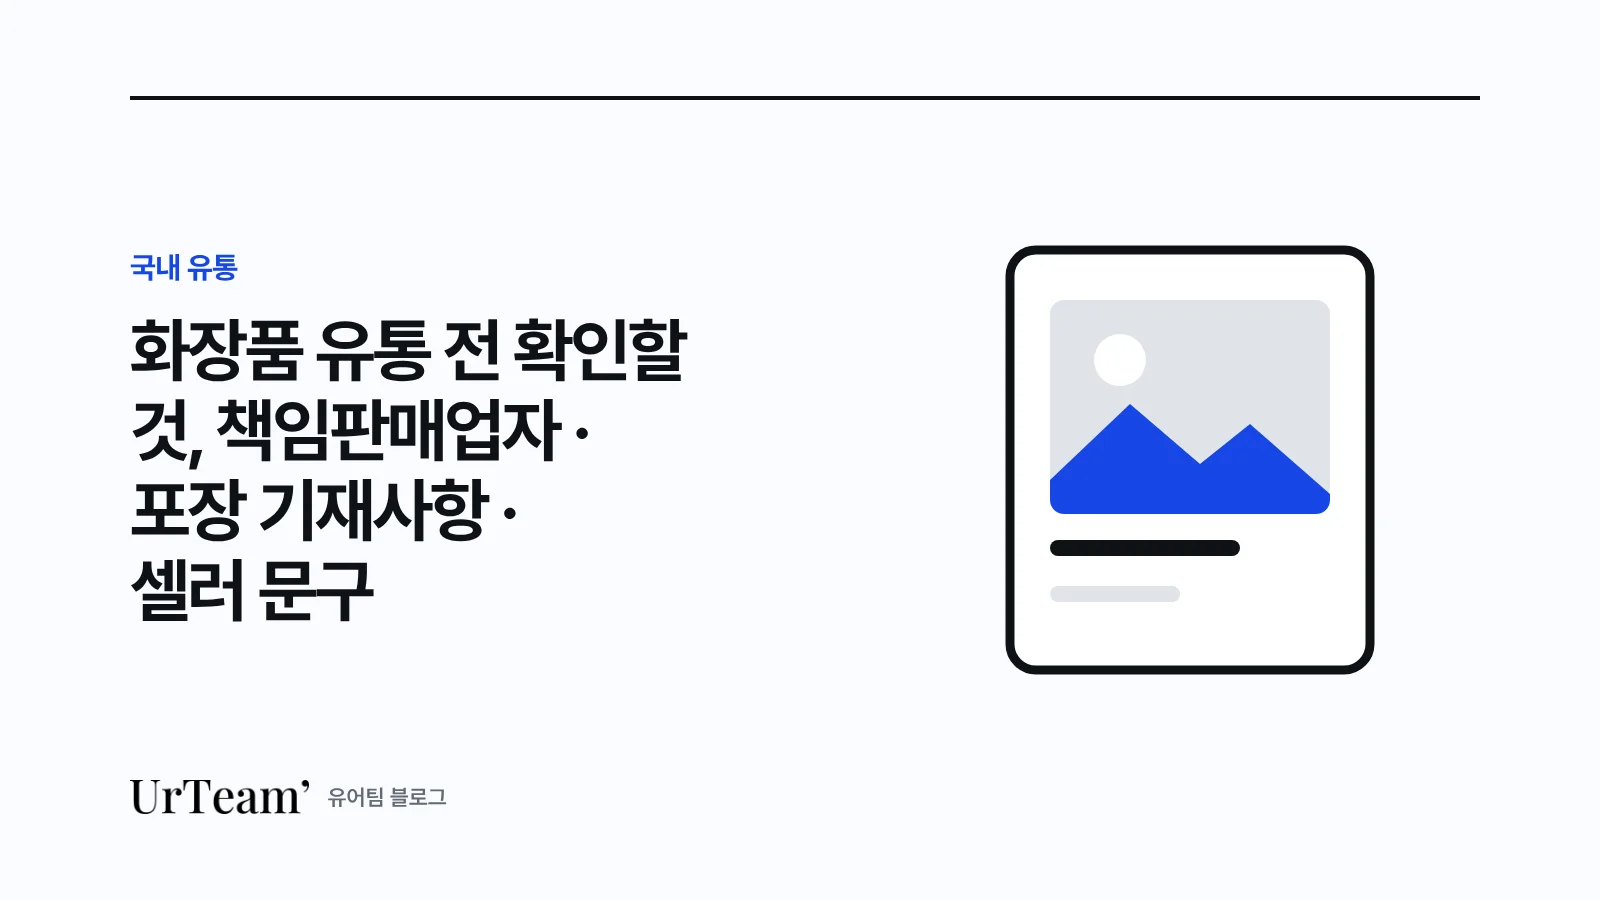 국내 유통
화장품 유통 전 확인할
것, 책임판매업자 ·
포장 기재사항 ·
셀러 문구
UrTeam’ 유어팀 블로그